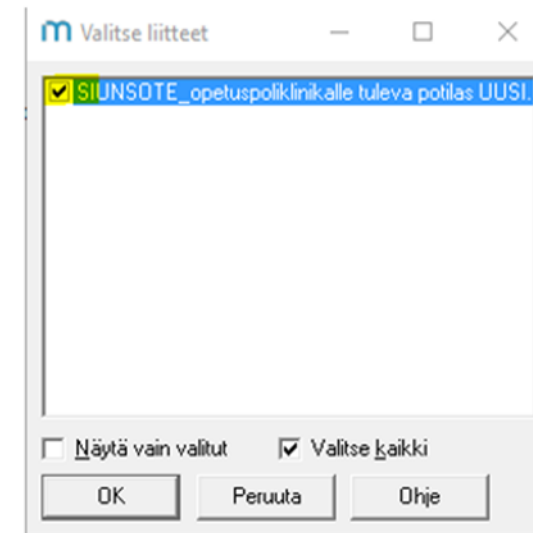 Valitse liitteet
SIUNSOTE_opetuspoliklinikalle tuleva potilas UUSI.
Näytä vain valitut
Valitse kaikki
OK
Peruuta
Ohje